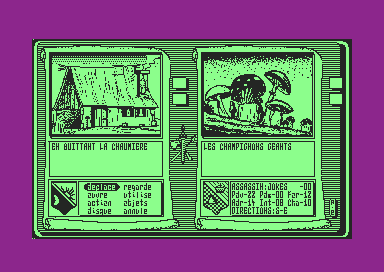 EN QUITTANT LA CHAUMIERE
deplace regarde
ouvre utilise
action objets
disque annule
LES CHAMPIGNONS GEANTS
ASSASSIN:JOKES -00
Pdv-22 Pdm-00 For-12
Adr-14 Int-08 Cha-10
DIRECTIONS:S-E